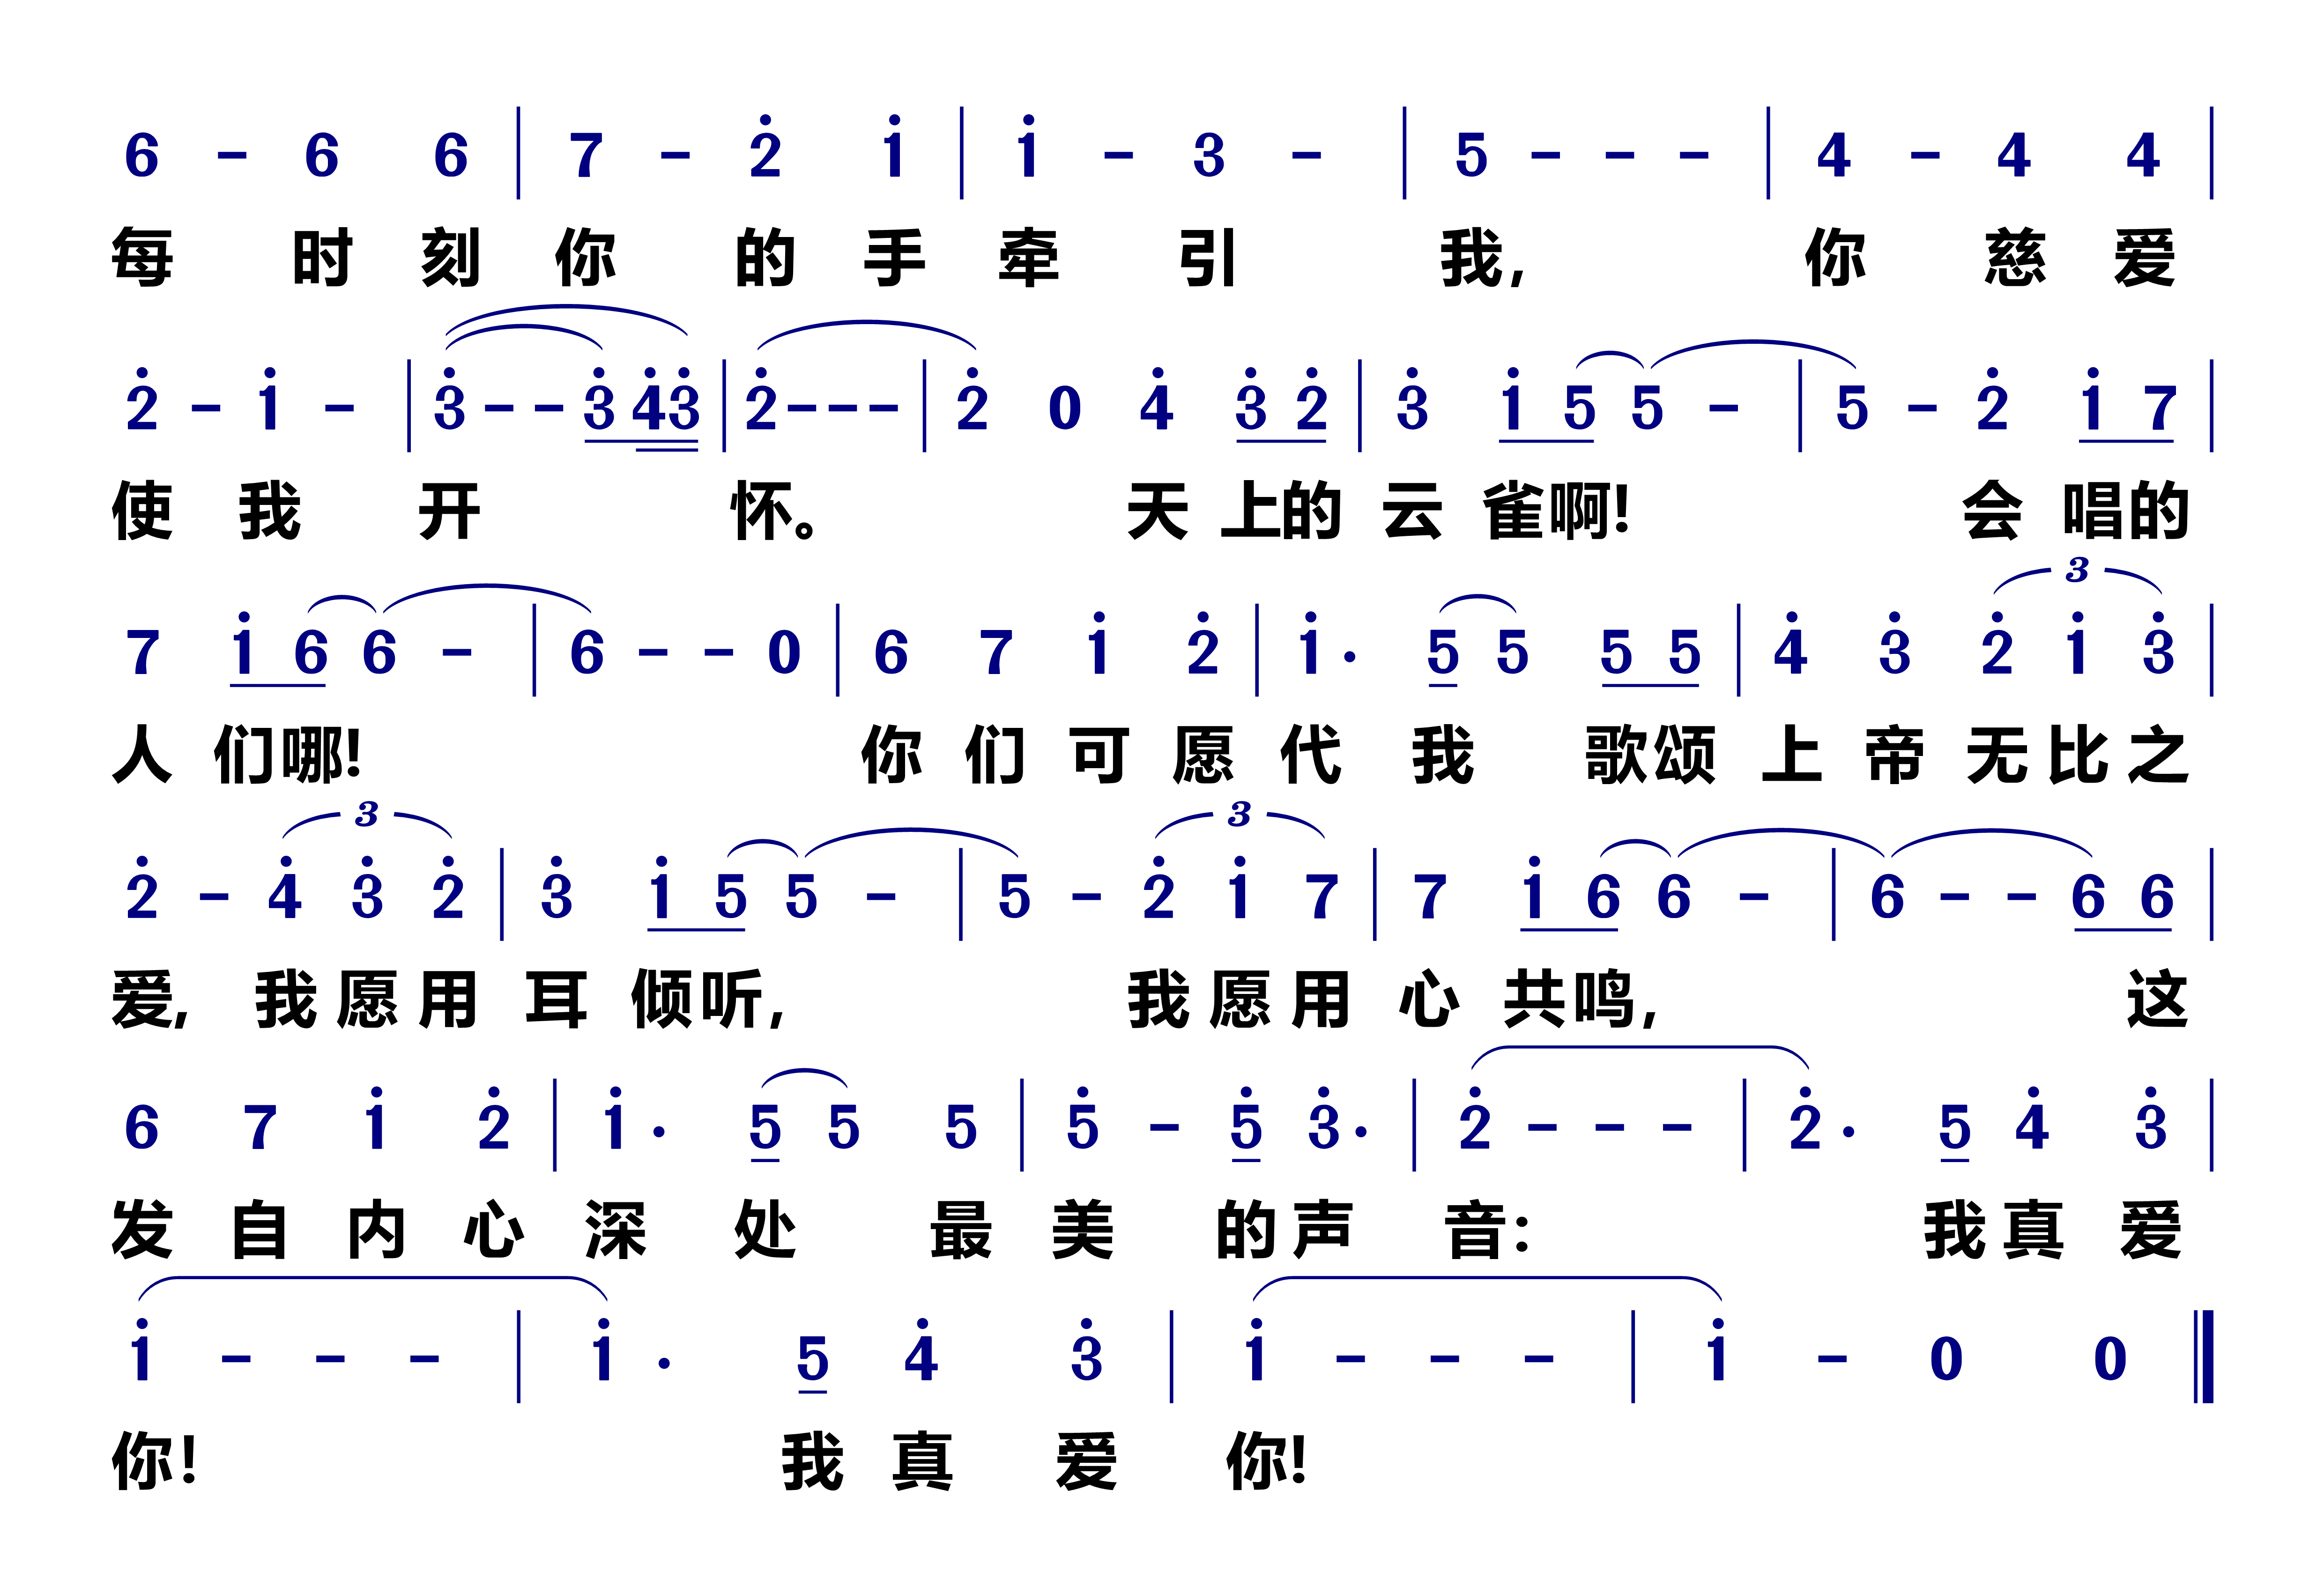 6 - 6 6 | 7 - 2̇ 1̇ | 1̇ - 3 - | 5 - - - | 4 - 4 4 |
每 时 刻 你 的 手 牵 引 我, 你 慈 爱
2̇ - 1̇ - | 3̇ - - 3̇ 4̇ 3̇ | 2̇ - - - | 2̇ 0 4̇ 3̇ 2̇ | 3̇ 1̇ 5 5 - | 5 - 2̇ 1̇ 7 |
使 我 开 怀。 天 上的 云 雀啊! 会 唱的
3
7 1̇ 6 6 - | 6 - - 0 | 6 7 1̇ 2̇ | 1̇ · 5 5 5 5 | 4̇ 3̇ 2̇ 1̇ 3̇ |
人 们哪! 你 们 可 愿 代 我 歌颂 上 帝 无 比 之
3 3
2̇ - 4̇ 3̇ 2̇ | 3̇ 1̇ 5 5 - | 5 - 2̇ 1̇ 7 | 7 1̇ 6 6 - | 6 - - 6 6 |
爱, 我 愿 用 耳 倾听, 我 愿 用 心 共鸣, 这
6 7 1̇ 2̇ | 1̇ · 5 5 5 | 5̇ - 5̇ 3̇ · | 2̇ - - - | 2̇ · 5 4̇ 3̇ |
发 自 内 心 深 处 最 美 的 声 音: 我 真 爱
1̇ - - - | 1̇ · 5 4̇ 3̇ | 1̇ - - - | 1̇ - 0 0 ‖
你! 我 真 爱 你!